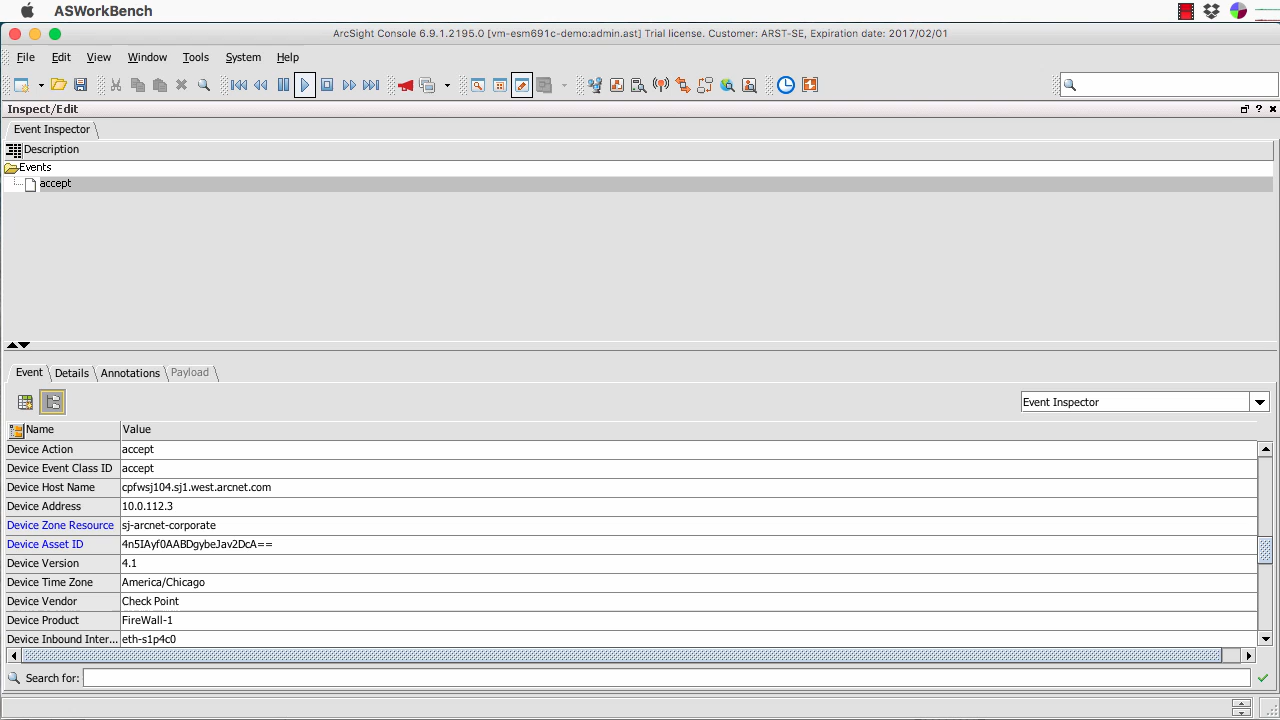 ASWorkBench
ArcSight Console 6.9.1.2195.0 [vm-esm691c-demo:admin.ast] Trial license. Customer: ARST-SE, Expiration date: 2017/02/01
File Edit View Window Tools System Help
Inspect/Edit
Event Inspector
Description
Events
accept
Event Details Annotations Payload
Event Inspector
Name Value
Device Action accept
Device Event Class ID accept
Device Host Name cpfwsj104.sj1.west.arcnet.com
Device Address 10.0.112.3
Device Zone Resource sj-arcnet-corporate
Device Asset ID 4n5IAyf0AABDgybeJav2DcA==
Device Version 4.1
Device Time Zone America/Chicago
Device Vendor Check Point
Device Product FireWall-1
Device Inbound Inter... eth-s1p4c0
Search for: